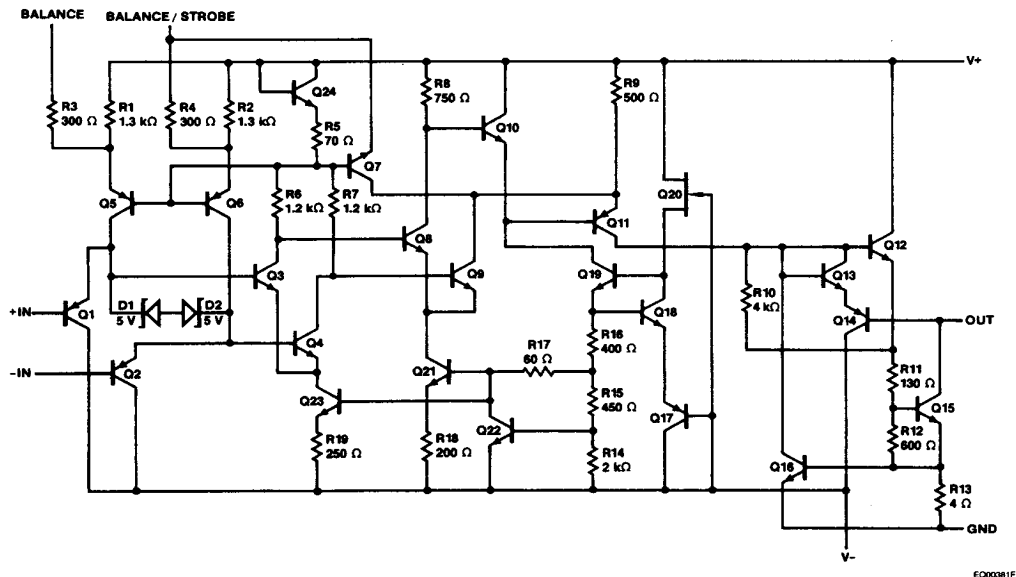 BALANCE
BALANCE / STROBE
V+
R3
300 Ω
R1
1.3 kΩ
R4
300 Ω
R2
1.3 kΩ
Q24
R5
70 Ω
R8
750 Ω
Q10
R9
500 Ω
Q7
Q5
Q6
R6
1.2 kΩ
R7
1.2 kΩ
Q20
Q11
Q8
Q12
Q3
Q9
Q19
Q13
R10
4 kΩ
+IN
Q1
D1
5 V
D2
5 V
Q18
Q14
OUT
Q4
R16
400 Ω
R17
60 Ω
−IN
Q2
Q21
R11
130 Ω
Q23
R15
450 Ω
Q17
Q15
Q22
R12
600 Ω
R19
250 Ω
R18
200 Ω
R14
2 kΩ
Q16
R13
4 Ω
GND
V−
EQ00381F